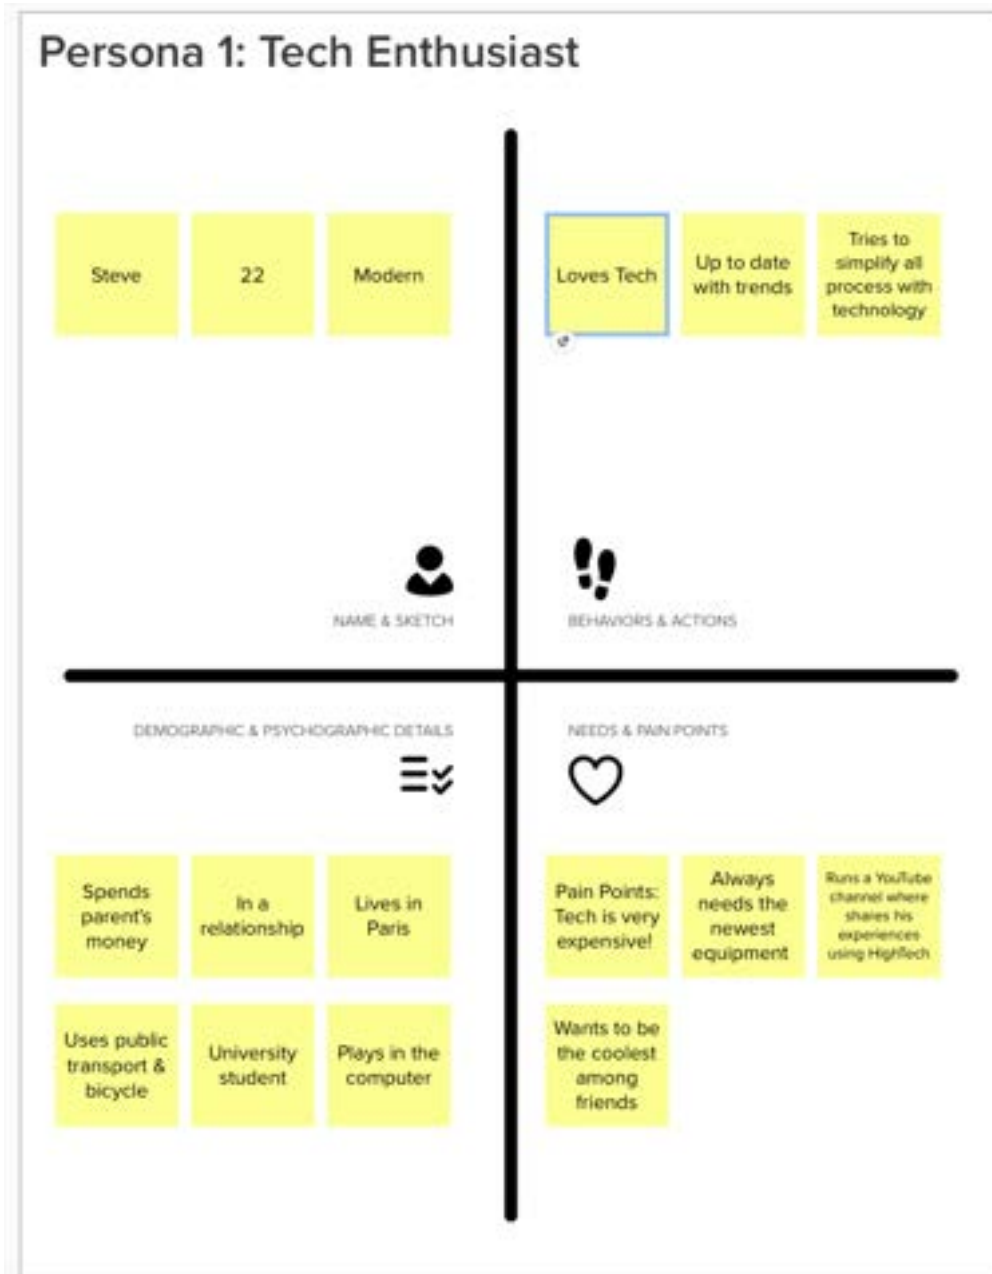 Persona 1: Tech Enthusiast
Steve
22
Modern
Loves Tech
Up to date
with trends
Tries to
simplify all
process with
technology
NAME & SKETCH
BEHAVIORS & ACTIONS
DEMOGRAPHIC & PSYCHOGRAPHIC DETAILS
NEEDS & PAIN POINTS
Spends
parent's
money
In a
relationship
Lives in
Paris
Pain Points:
Tech is very
expensive!
Always
needs the
newest
equipment
Runs a YouTube
channel where
shares his
experiences
using HighTech
Uses public
transport &
bicycle
University
student
Plays in the
computer
Wants to be
the coolest
among
friends